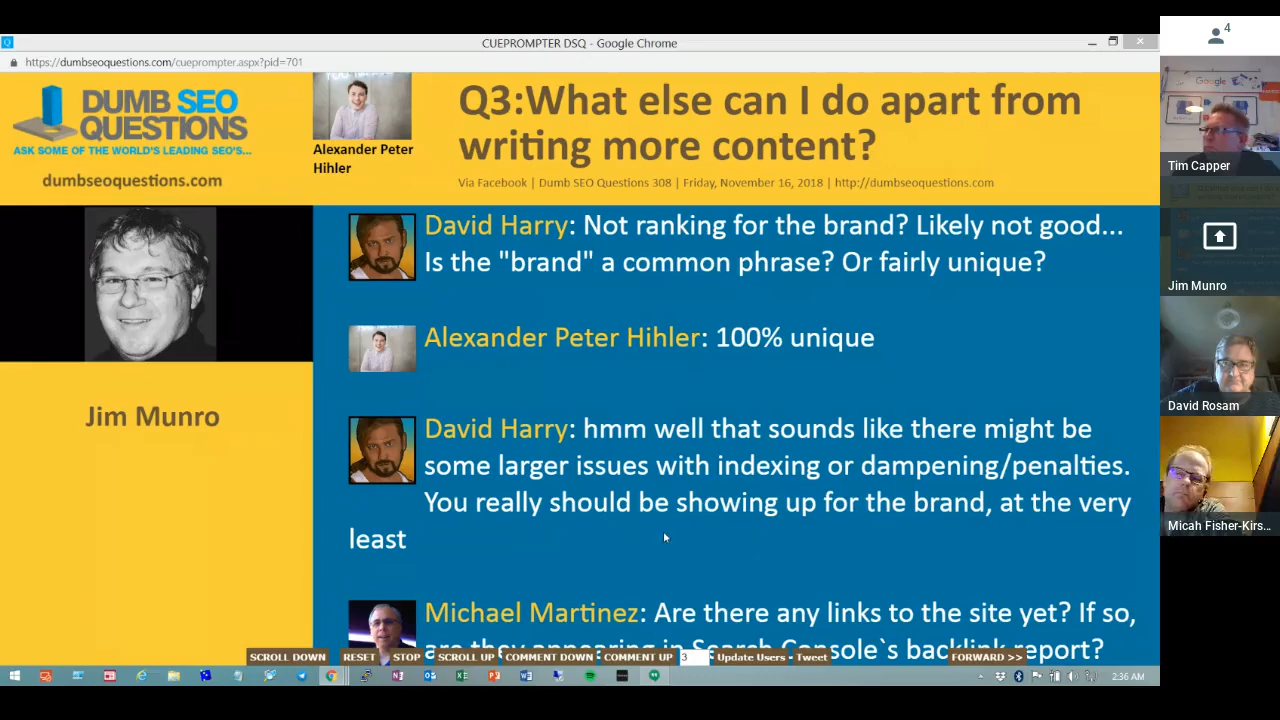 CUEPROMPTER DSQ - Google Chrome
https://dumbseoquestions.com/cueprompter.aspx?pid=701
4
DUMB SEO
QUESTIONS
ASK SOME OF THE WORLD'S LEADING SEO'S...
dumbseoquestions.com
Alexander Peter
Hihler
Q3:What else can I do apart from
writing more content?
Via Facebook | Dumb SEO Questions 308 | Friday, November 16, 2018 | http://dumbseoquestions.com
Jim Munro
David Harry: Not ranking for the brand? Likely not good...
Is the "brand" a common phrase? Or fairly unique?
Alexander Peter Hihler: 100% unique
David Harry: hmm well that sounds like there might be
some larger issues with indexing or dampening/penalties.
You really should be showing up for the brand, at the very
least
Michael Martinez: Are there any links to the site yet? If so,
are they appearing in Search Console`s backlink report?
SCROLL DOWN RESET STOP SCROLL UP COMMENT DOWN COMMENT UP 3 Update Users Tweet FORWARD >>
2:36 AM
Google
Tim Capper
Jim Munro
David Rosam
Micah Fisher-Kirs...